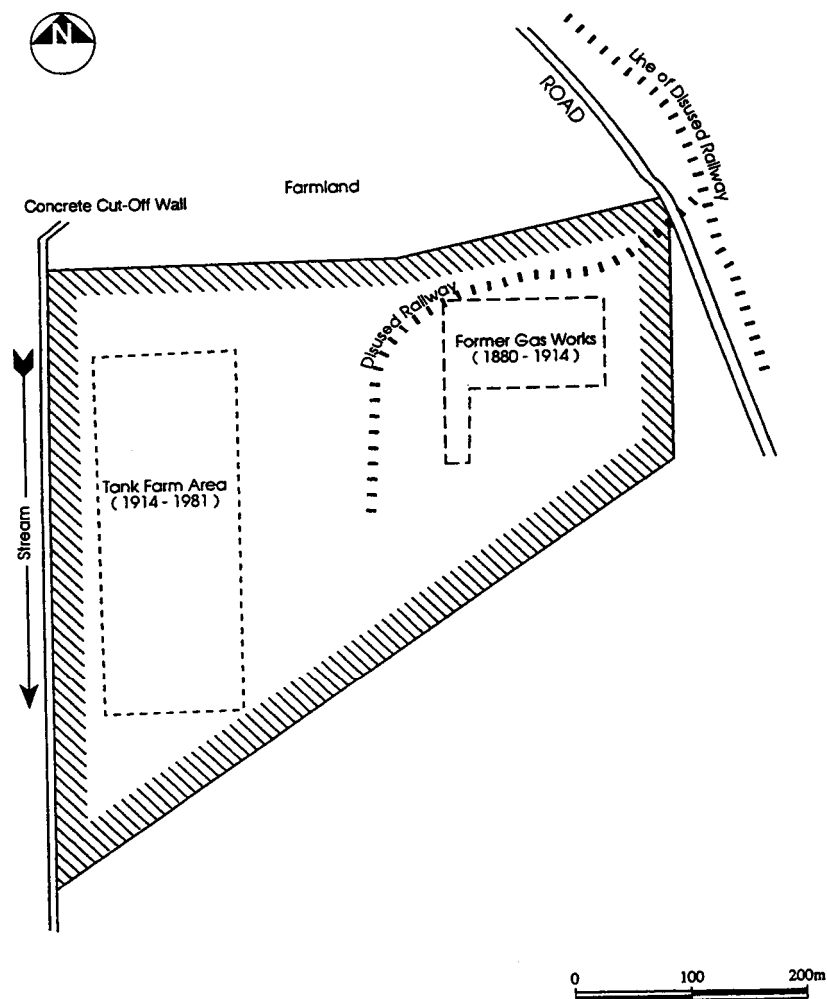 N
ROAD
Line of Disused Railway
Farmland
Concrete Cut-Off Wall
Disused Railway
Former Gas Works
( 1880 - 1914 )
Tank Farm Area
( 1914 - 1981 )
Stream
0 100 200m